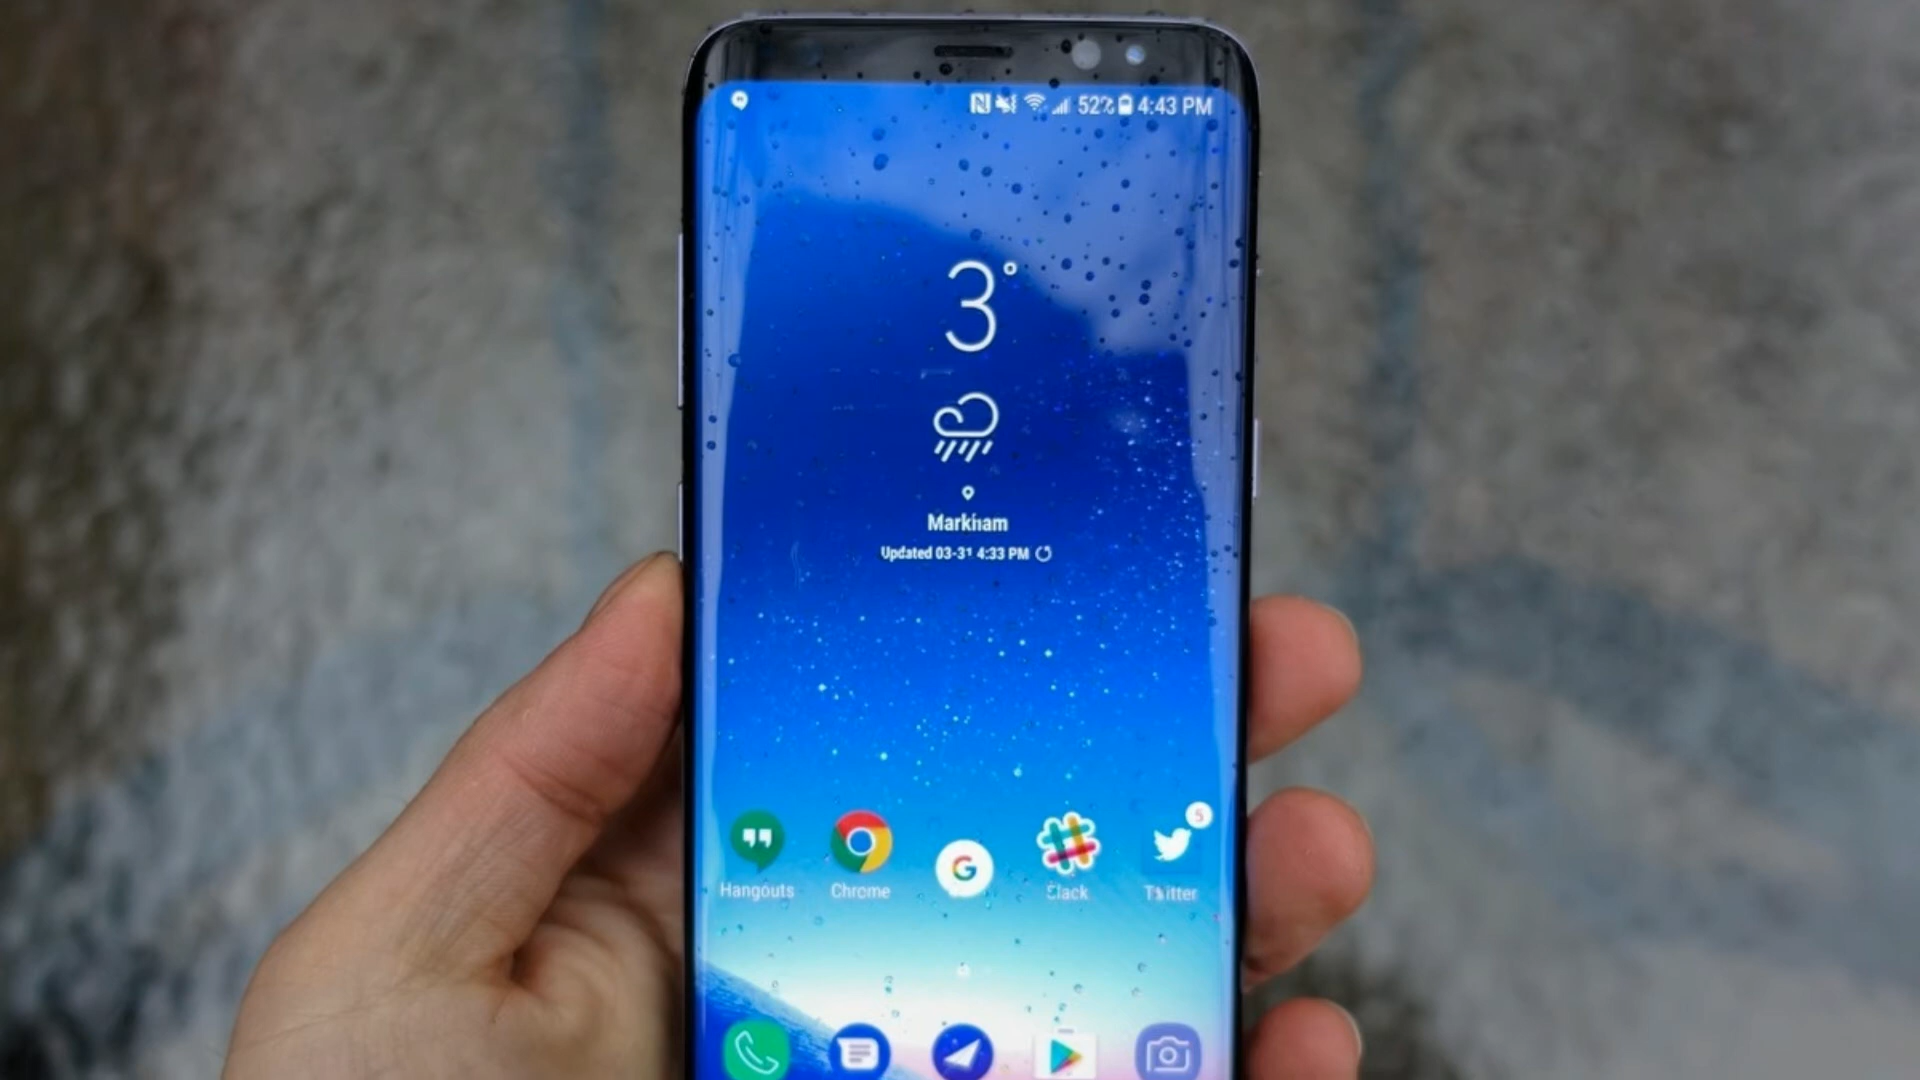 52% 4:43 PM
3°
Markham
Updated 03-31 4:33 PM
5
G
Hangouts Chrome Slack Twitter